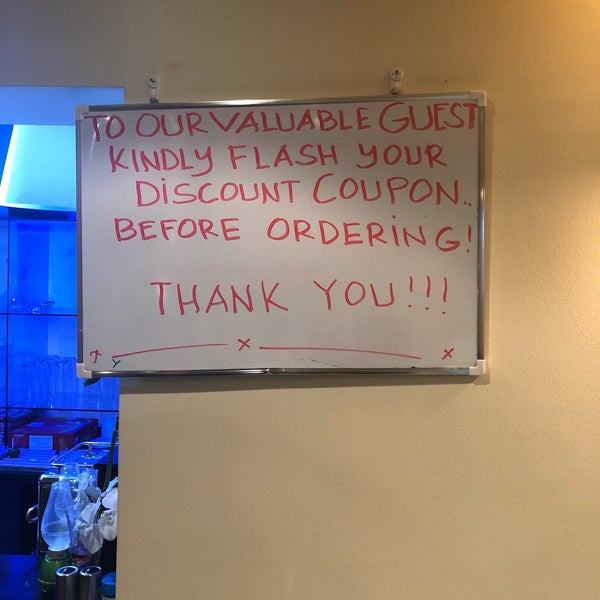 TO OUR VALUABLE GUEST
KINDLY FLASH YOUR
DISCOUNT COUPON..
BEFORE ORDERING!
THANK YOU!!!